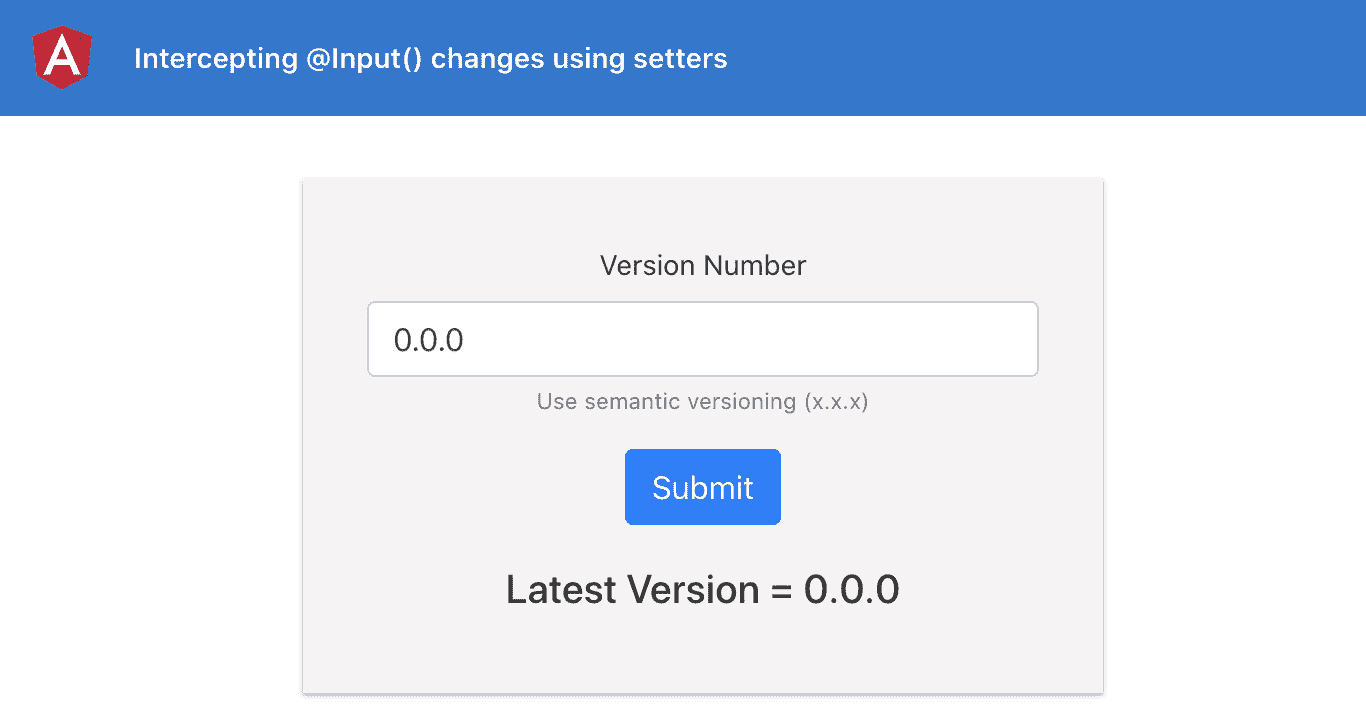 A
Intercepting @Input() changes using setters
Version Number
0.0.0
Use semantic versioning (x.x.x)
Submit
Latest Version = 0.0.0